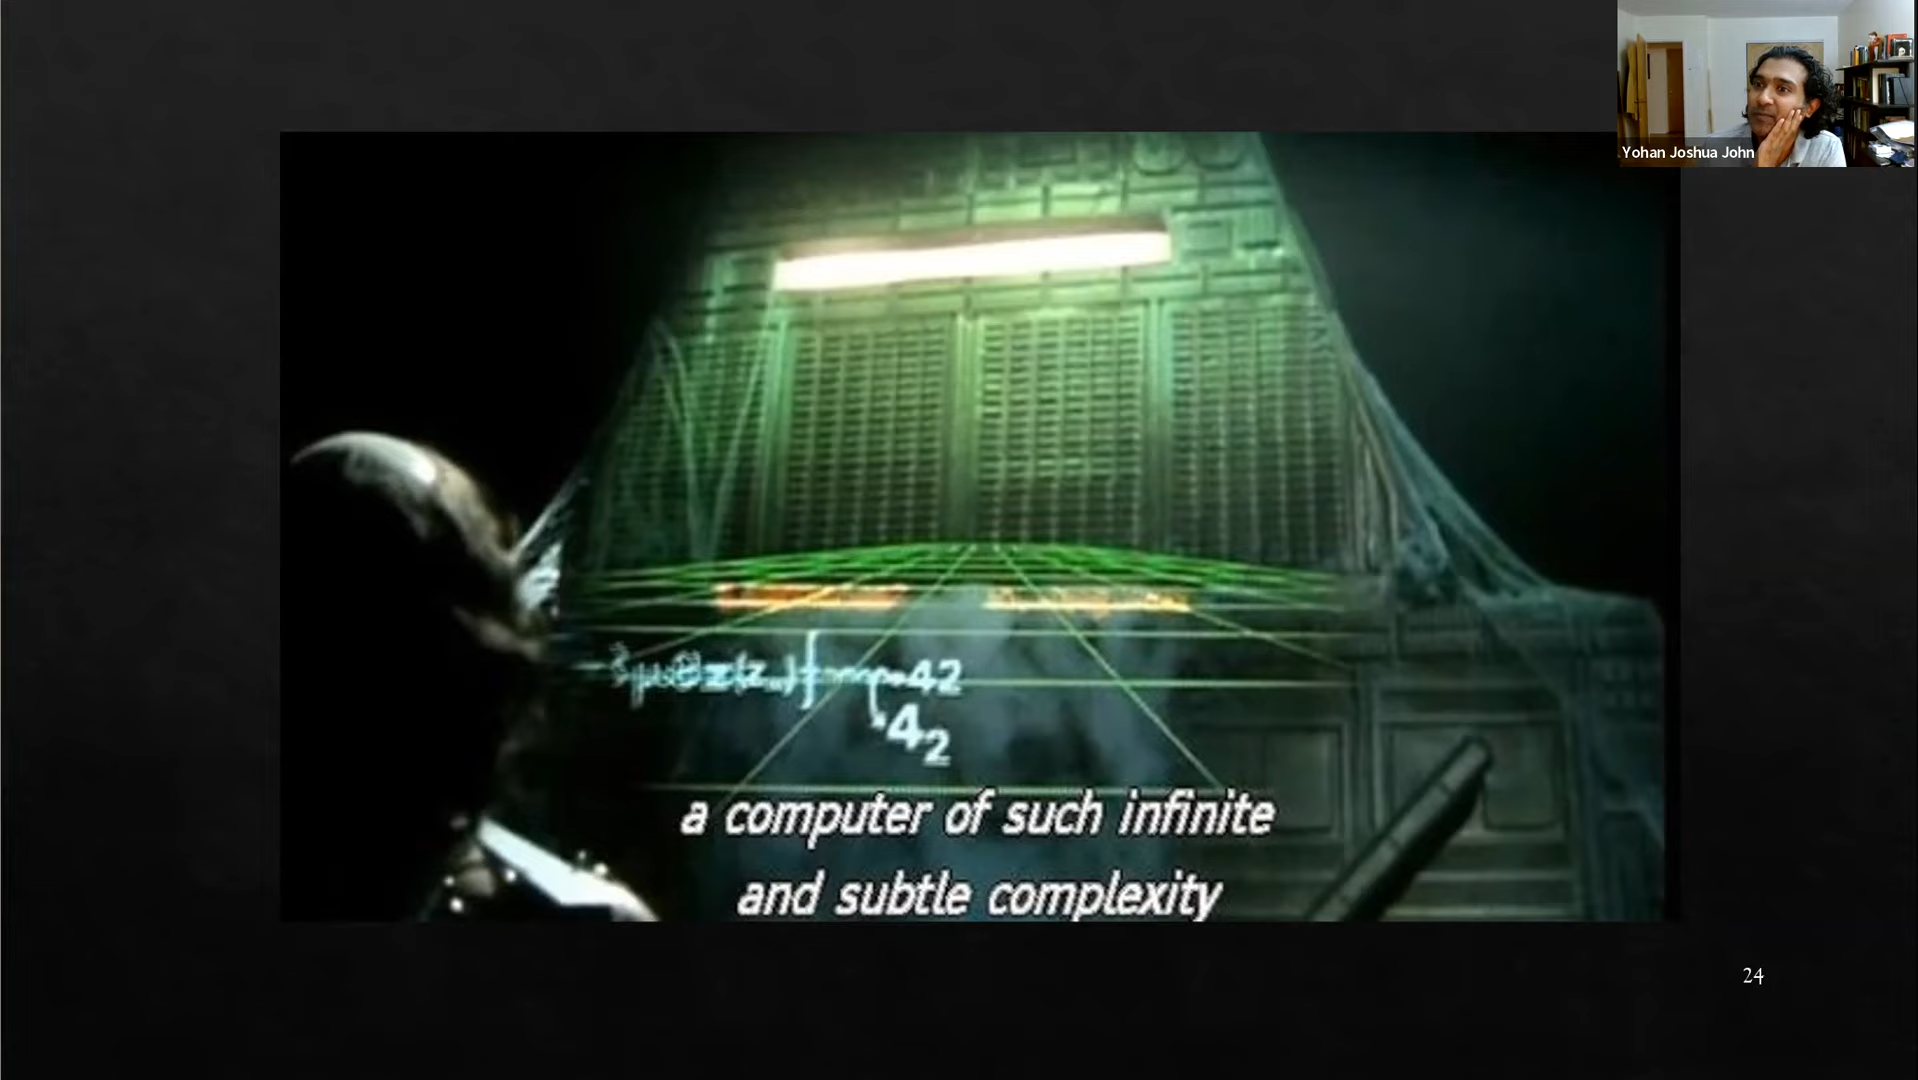 Yohan Joshua John
42
42
a computer of such infinite
and subtle complexity
24